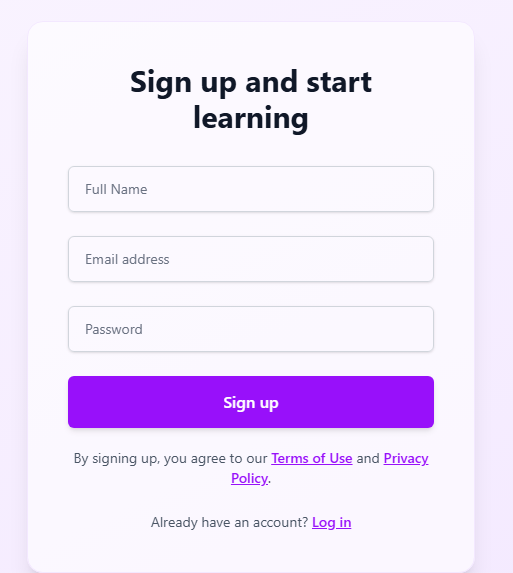 Sign up and start
learning
Full Name
Email address
Password
Sign up
By signing up, you agree to our Terms of Use and Privacy
Policy.
Already have an account? Log in